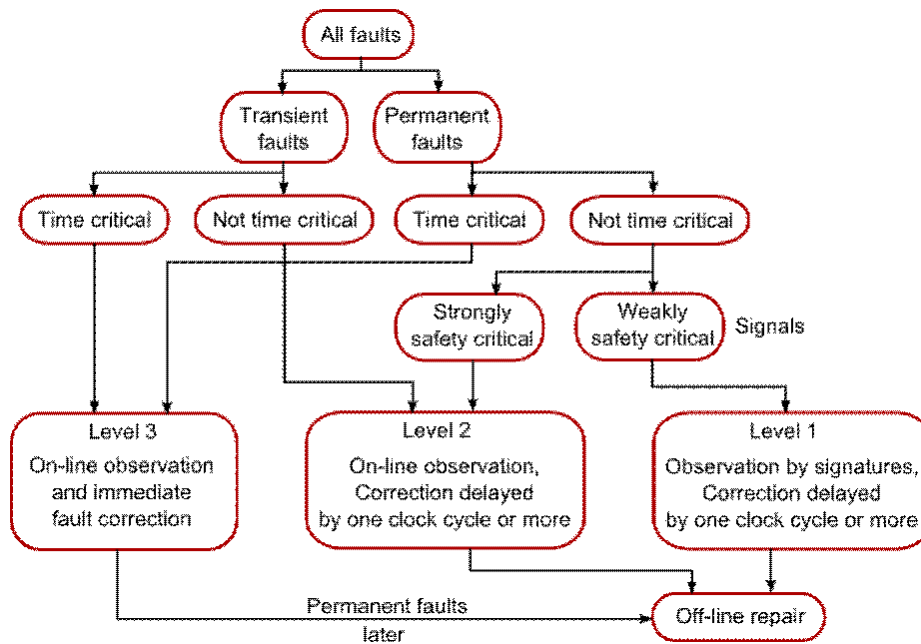 All faults
Transient
faults
Permanent
faults
Time critical
Not time critical
Time critical
Not time critical
Strongly
safety critical
Weakly
safety critical
Signals
Level 3
On-line observation
and immediate
fault correction
Level 2
On-line observation,
Correction delayed
by one clock cycle or more
Level 1
Observation by signatures,
Correction delayed
by one clock cycle or more
Permanent faults
later
Off-line repair